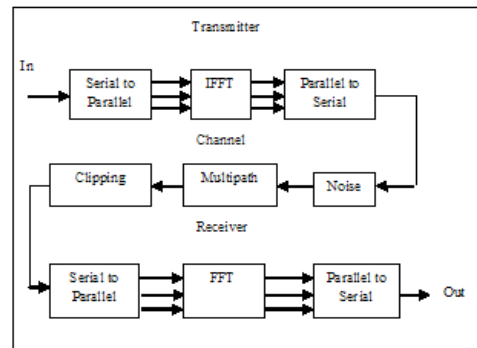 Transmitter
In
Serial to
Parallel
IFFT
Parallel to
Serial
Channel
Clipping
Multipath
Noise
Receiver
Serial to
Parallel
FFT
Parallel to
Serial
Out